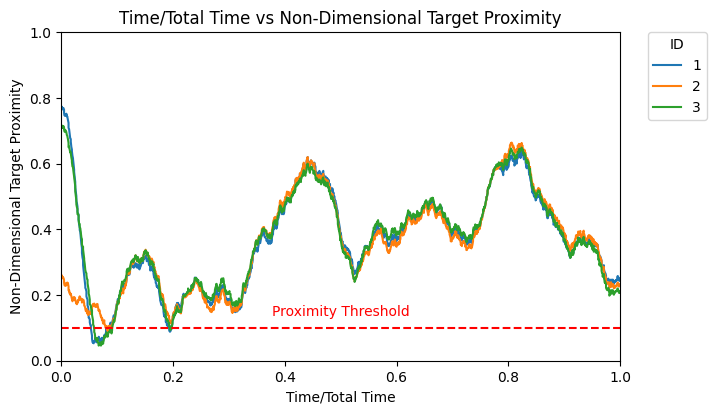 Time/Total Time vs Non-Dimensional Target Proximity
ID
1
2
3
Non-Dimensional Target Proximity
1.0
0.8
0.6
0.4
0.2
0.0
Proximity Threshold
0.0 0.2 0.4 0.6 0.8 1.0
Time/Total Time